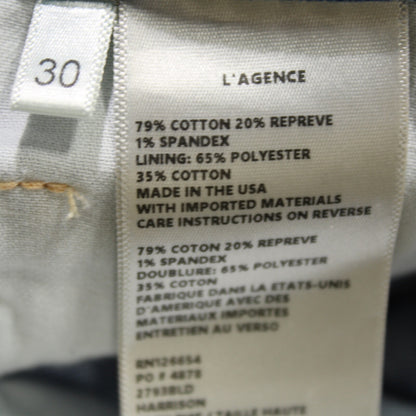 30
L'AGENCE
79% COTTON 20% REPREVE
1% SPANDEX
LINING: 65% POLYESTER
35% COTTON
MADE IN THE USA
WITH IMPORTED MATERIALS
CARE INSTRUCTIONS ON REVERSE
79% COTON 20% REPREVE
1% SPANDEX
DOUBLURE: 65% POLYESTER
35% COTON
FABRIQUE DANS LA ETATS-UNIS
D'AMERIQUE AVEC DES
MATERIAUX IMPORTES
ENTRETIEN AU VERSO
RN126654
PO # 4878
2793BLD
HARRISON
TAILLE HAUTE